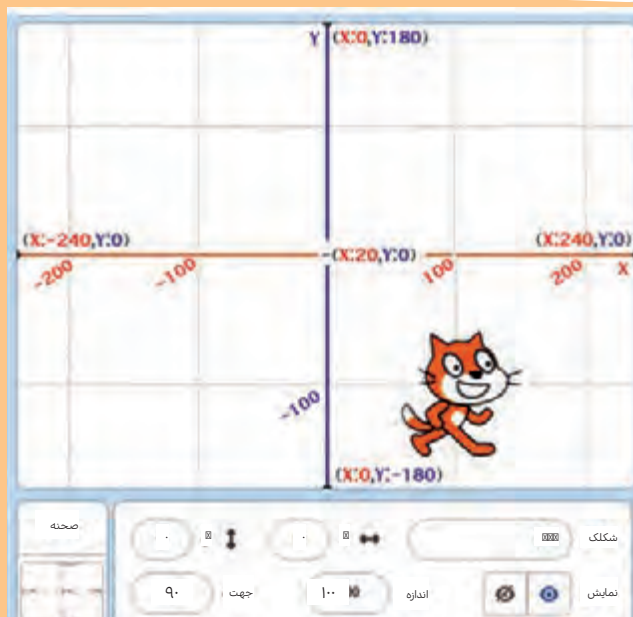 Y (X:0,Y:180)
(X:-240,Y:0) (X:240,Y:0)
-(X:20,Y:0)
-200 -100 100 200 X
-100
(X:0,Y:-180)
صحنه
شکلک
۰ ۰
نمایش اندازه ۱۰۰ جهت ۹۰